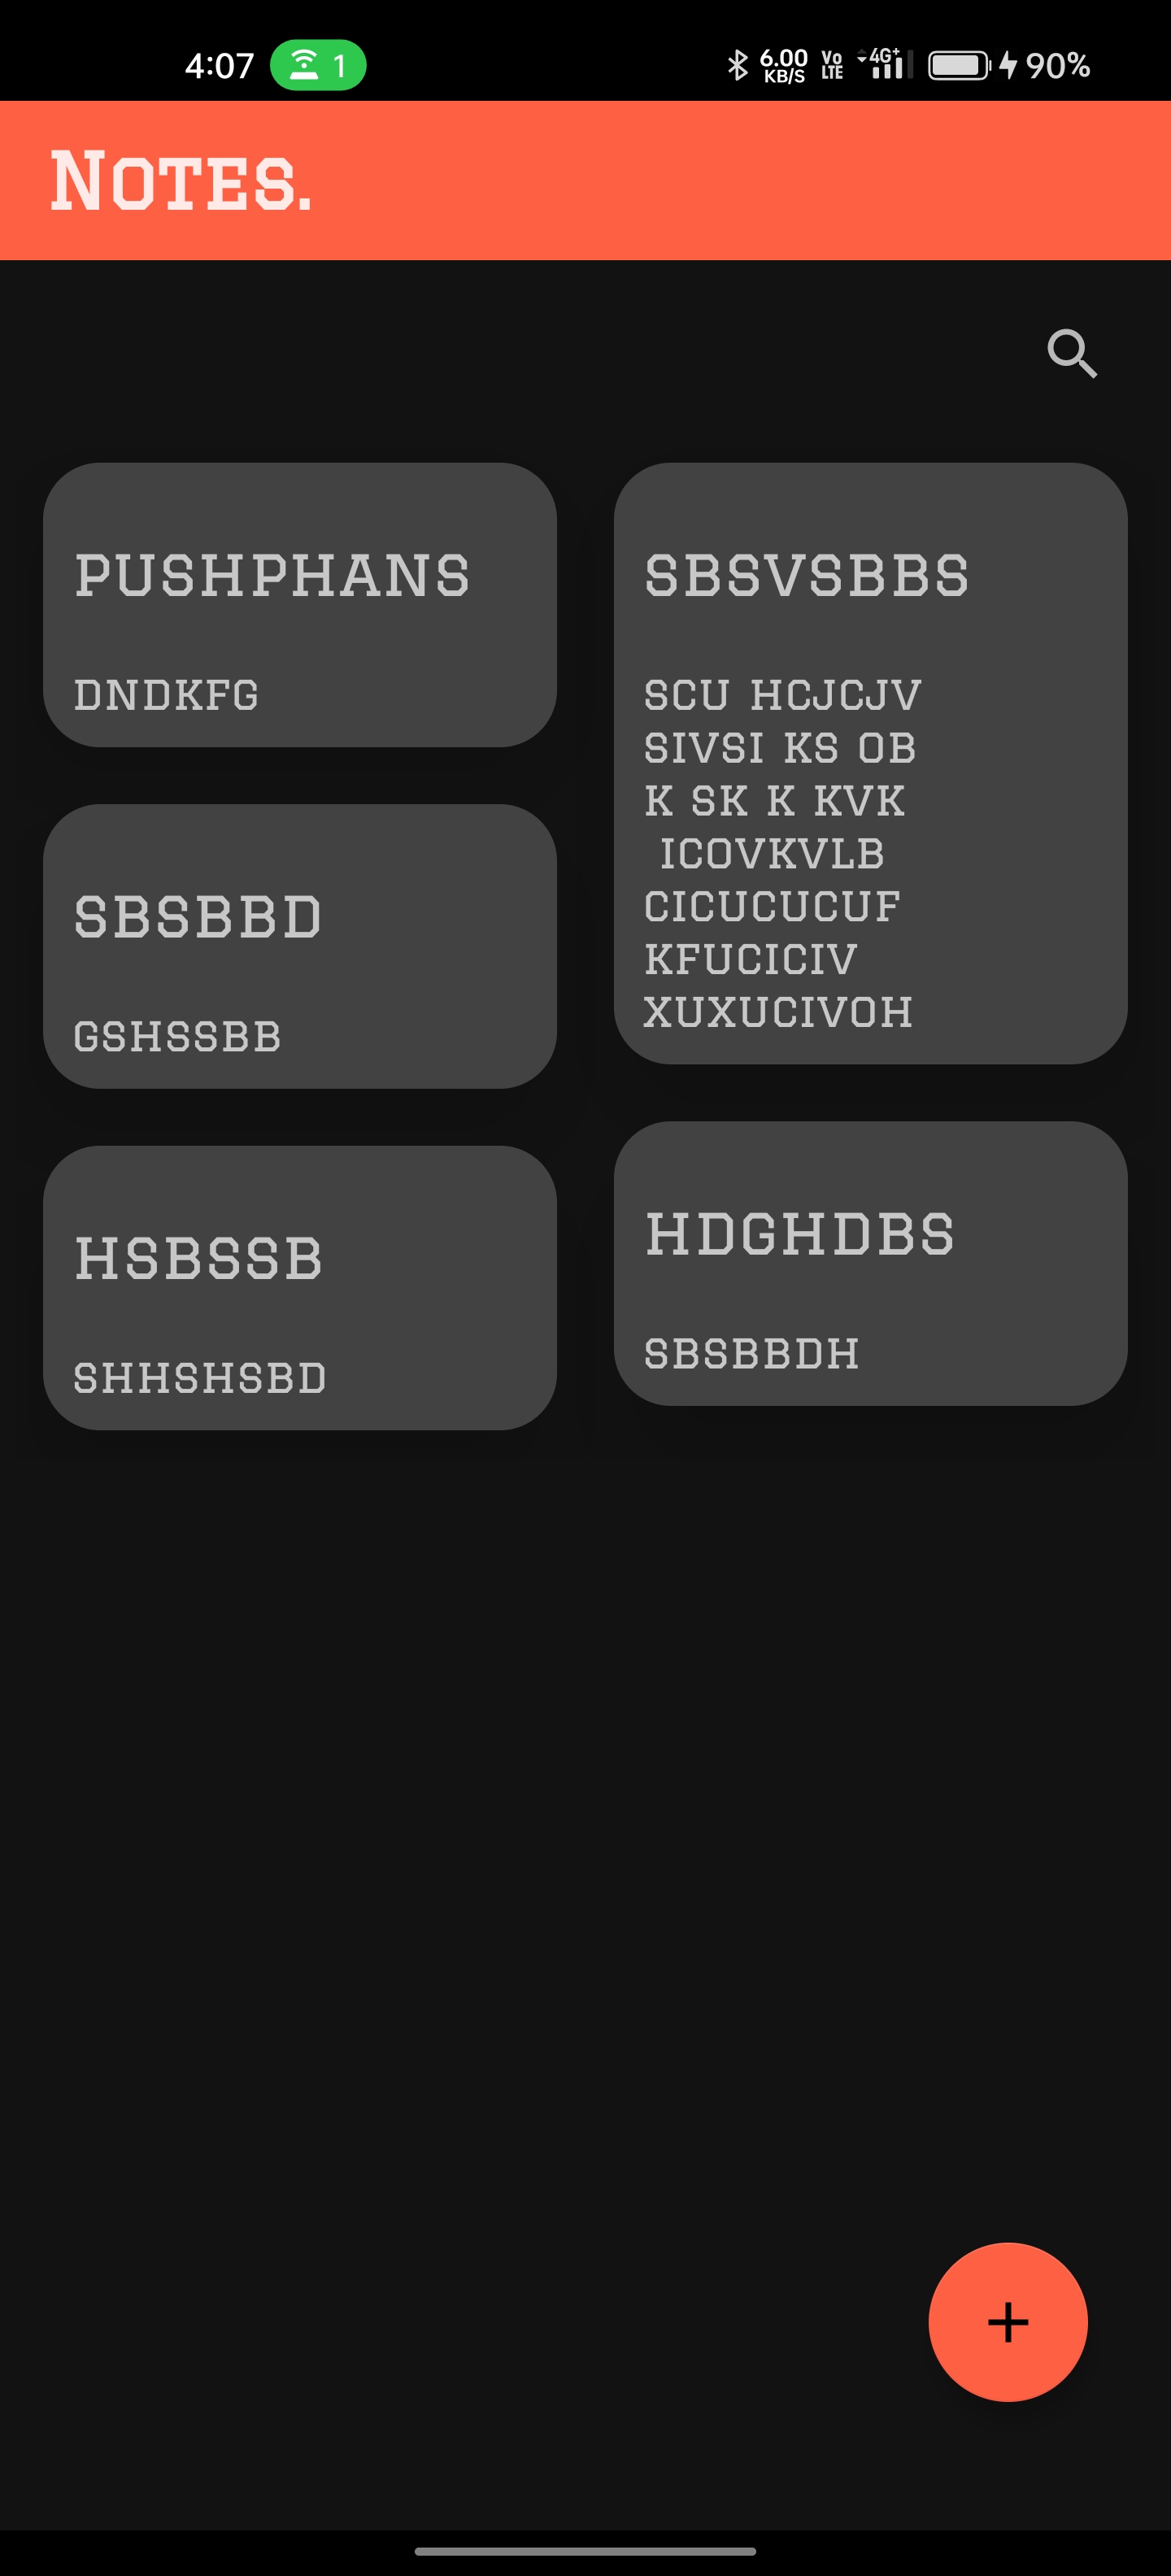 4:07 1 6.00 KB/S Vo LTE 4G+ 90%
NOTES.
PUSHPHANS
DNDKFG
SBSVSBBS
SCU HCJCJV
SIVSI KS OB
K SK K KVK
ICOVKVLB
CICUCUCUF
KFUCICIV
XUXUCIVOH
SBSBBD
GSHSSBB
HSBSSB
SHHSHSBD
HDGHDBS
SBSBBDH